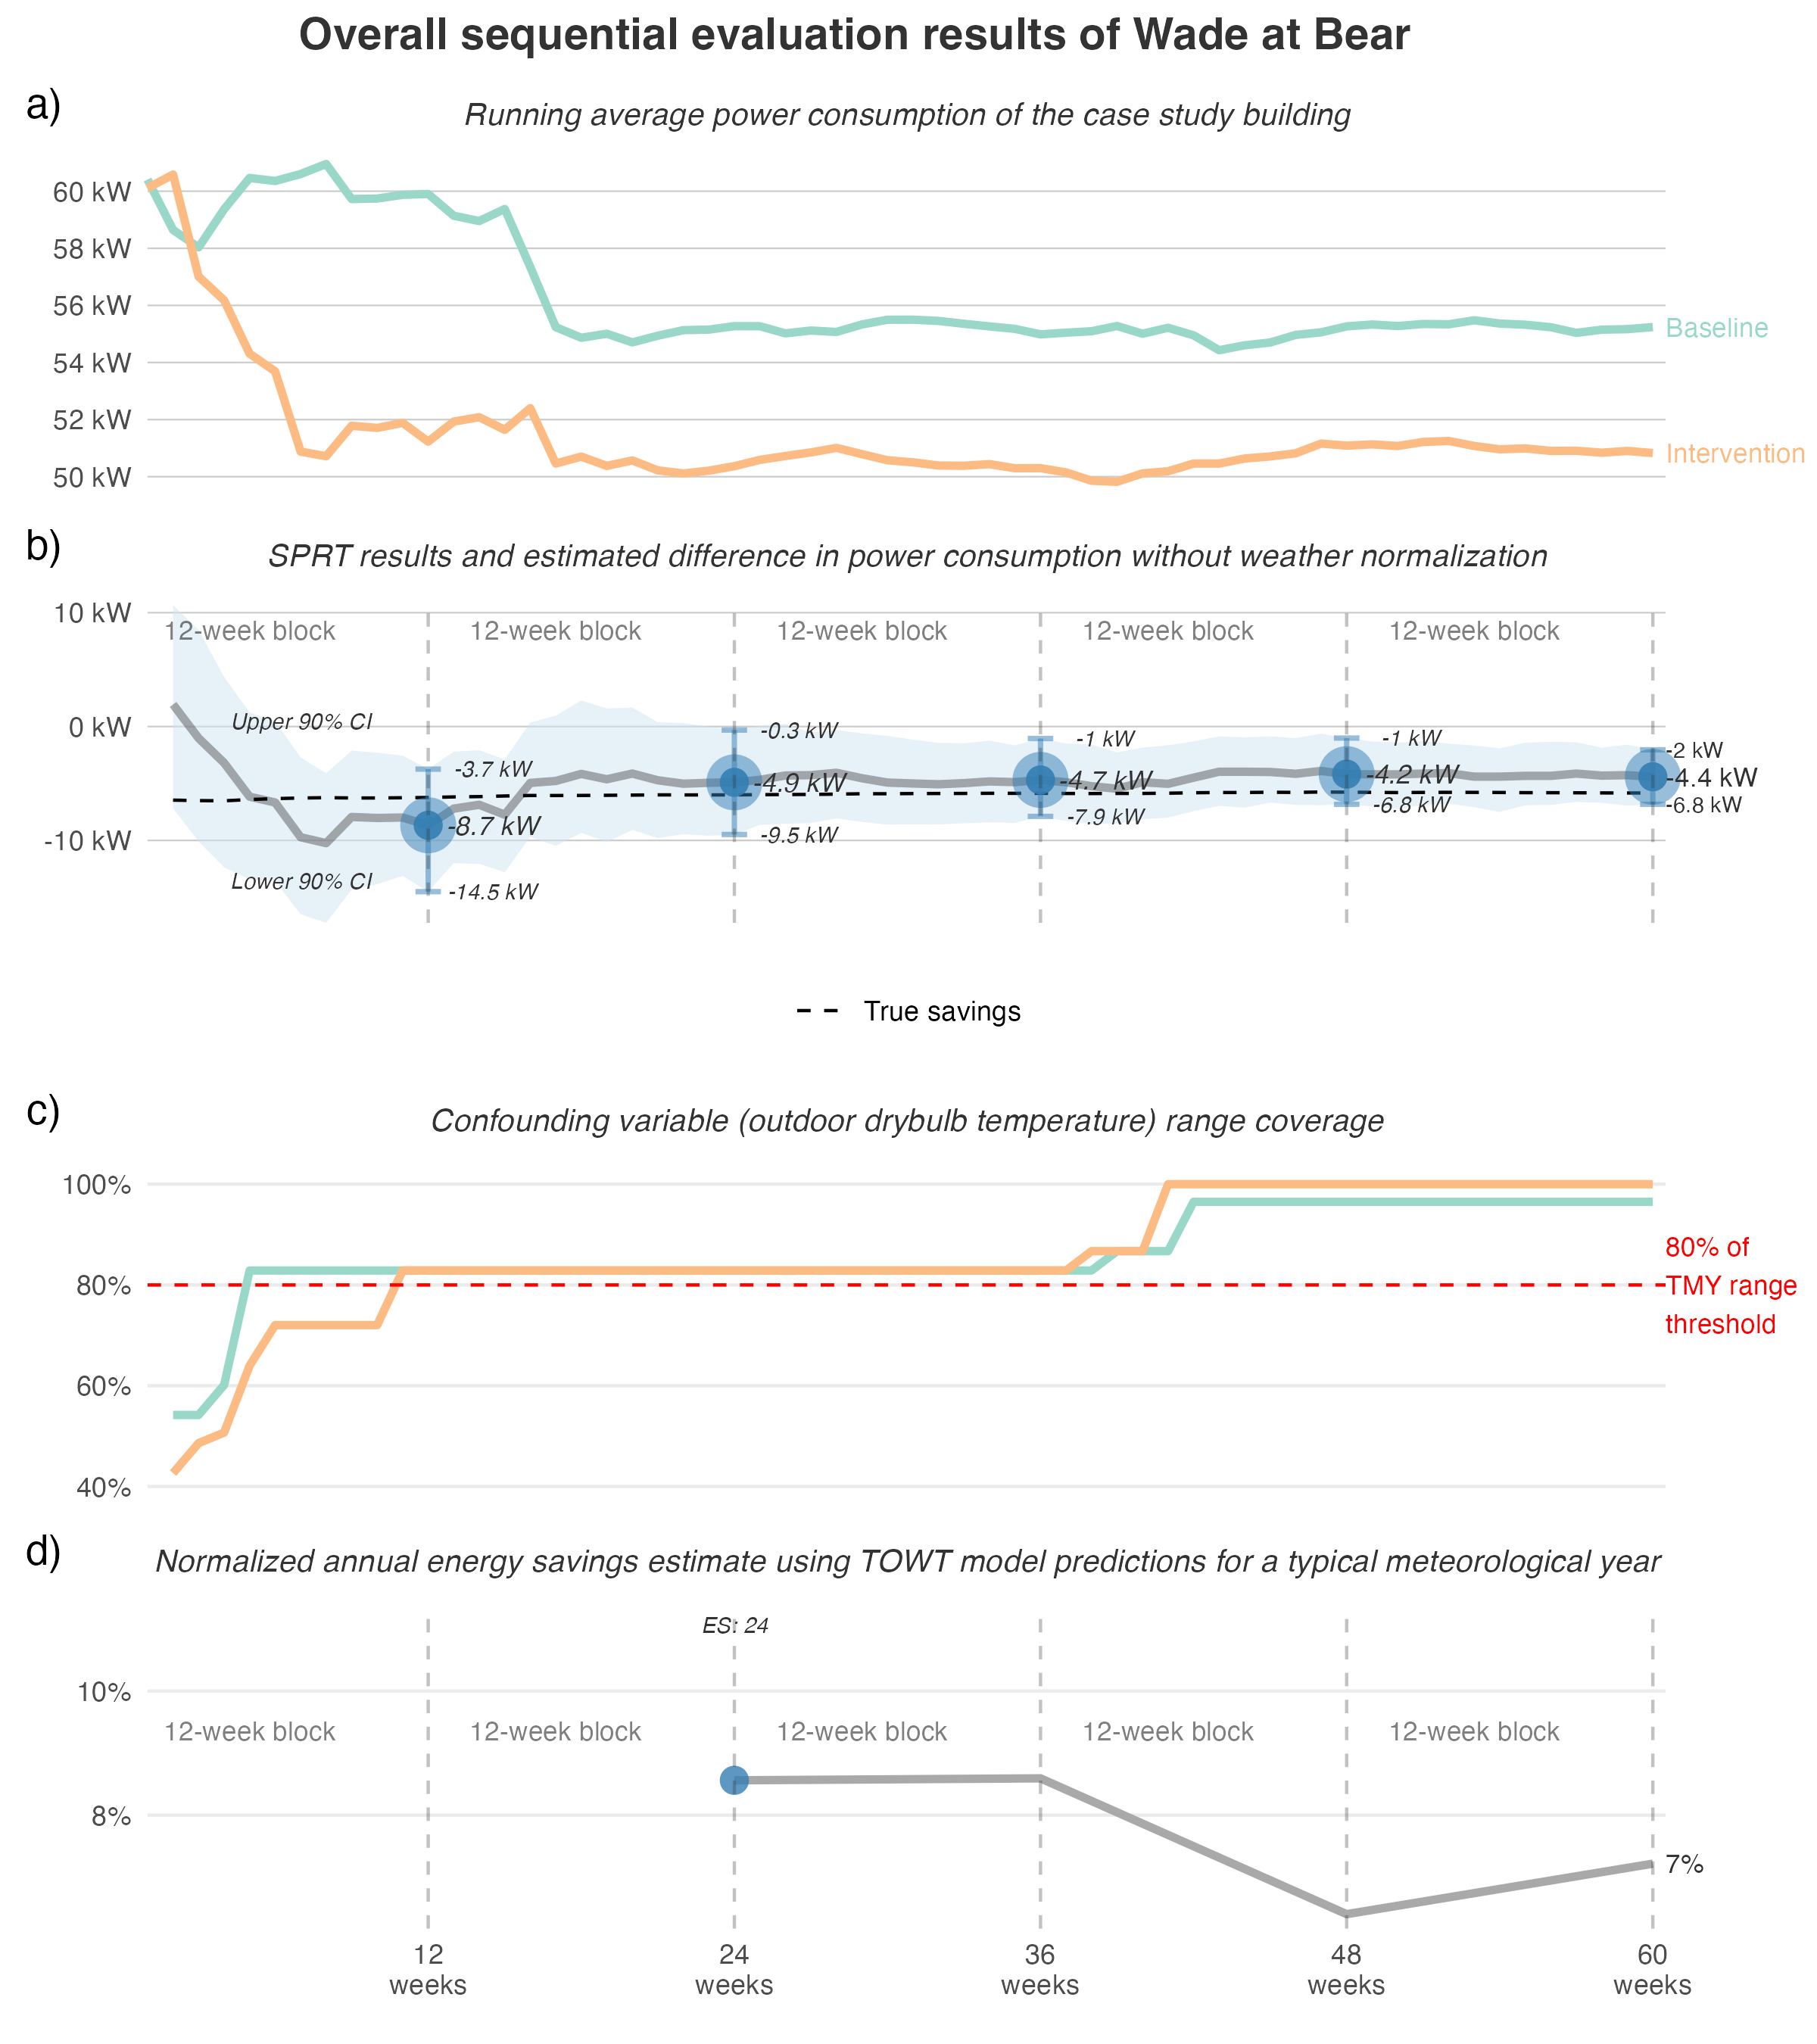 Overall sequential evaluation results of Wade at Bear
a)
Running average power consumption of the case study building
60 kW
58 kW
56 kW
54 kW
52 kW
50 kW
Baseline
Intervention
b)
SPRT results and estimated difference in power consumption without weather normalization
10 kW
0 kW
-10 kW
12-week block
12-week block
12-week block
12-week block
12-week block
Upper 90% CI
Lower 90% CI
-3.7 kW
-8.7 kW
-14.5 kW
-0.3 kW
-4.9 kW
-9.5 kW
-1 kW
-4.7 kW
-7.9 kW
-1 kW
-4.2 kW
-6.8 kW
-2 kW
-4.4 kW
-6.8 kW
True savings
c)
Confounding variable (outdoor drybulb temperature) range coverage
100%
80%
60%
40%
80% of
TMY range
threshold
d)
Normalized annual energy savings estimate using TOWT model predictions for a typical meteorological year
ES: 24
10%
8%
12-week block
12-week block
12-week block
12-week block
12-week block
7%
12
weeks
24
weeks
36
weeks
48
weeks
60
weeks